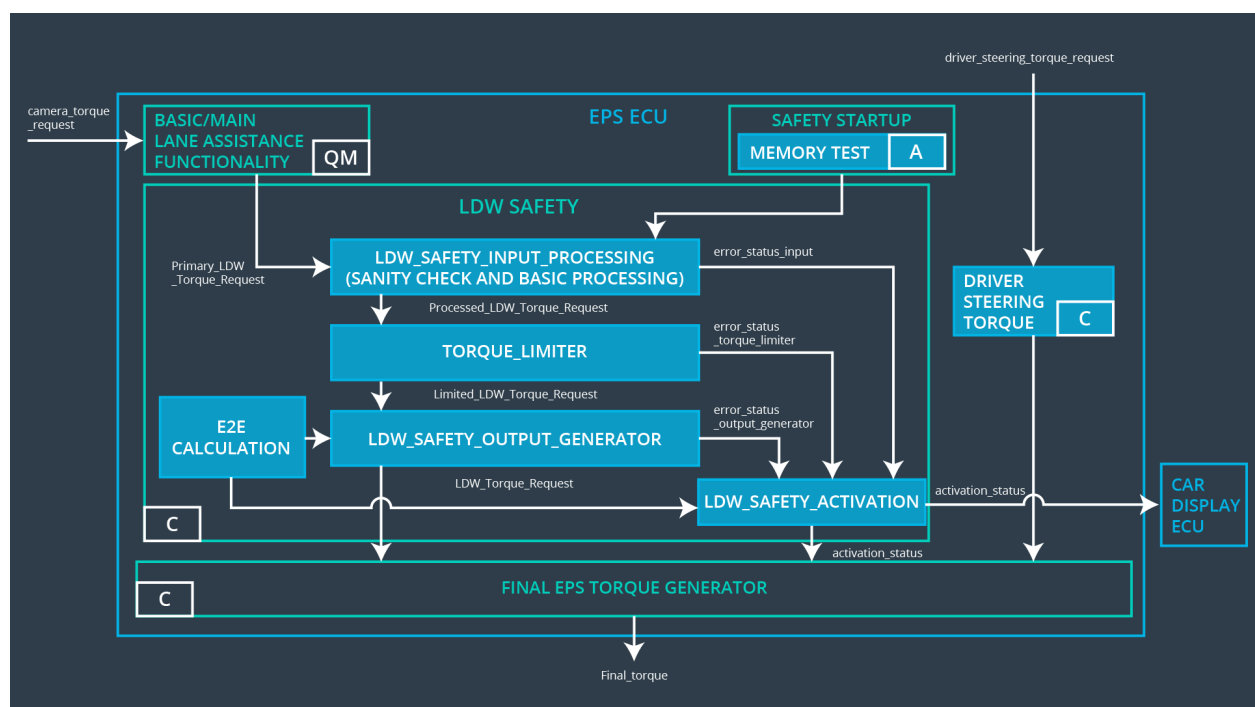 driver_steering_torque_request
camera_torque
_request
BASIC/MAIN
LANE ASSISTANCE
FUNCTIONALITY
QM
EPS ECU
SAFETY STARTUP
MEMORY TEST
A
LDW SAFETY
Primary_LDW
_Torque_Request
LDW_SAFETY_INPUT_PROCESSING
(SANITY CHECK AND BASIC PROCESSING)
error_status_input
Processed_LDW_Torque_Request
DRIVER
STEERING
TORQUE
C
TORQUE_LIMITER
error_status
_torque_limiter
Limited_LDW_Torque_Request
E2E
CALCULATION
LDW_SAFETY_OUTPUT_GENERATOR
error_status
_output_generator
LDW_Torque_Request
LDW_SAFETY_ACTIVATION
activation_status
CAR
DISPLAY
ECU
C
activation_status
C
FINAL EPS TORQUE GENERATOR
Final_torque